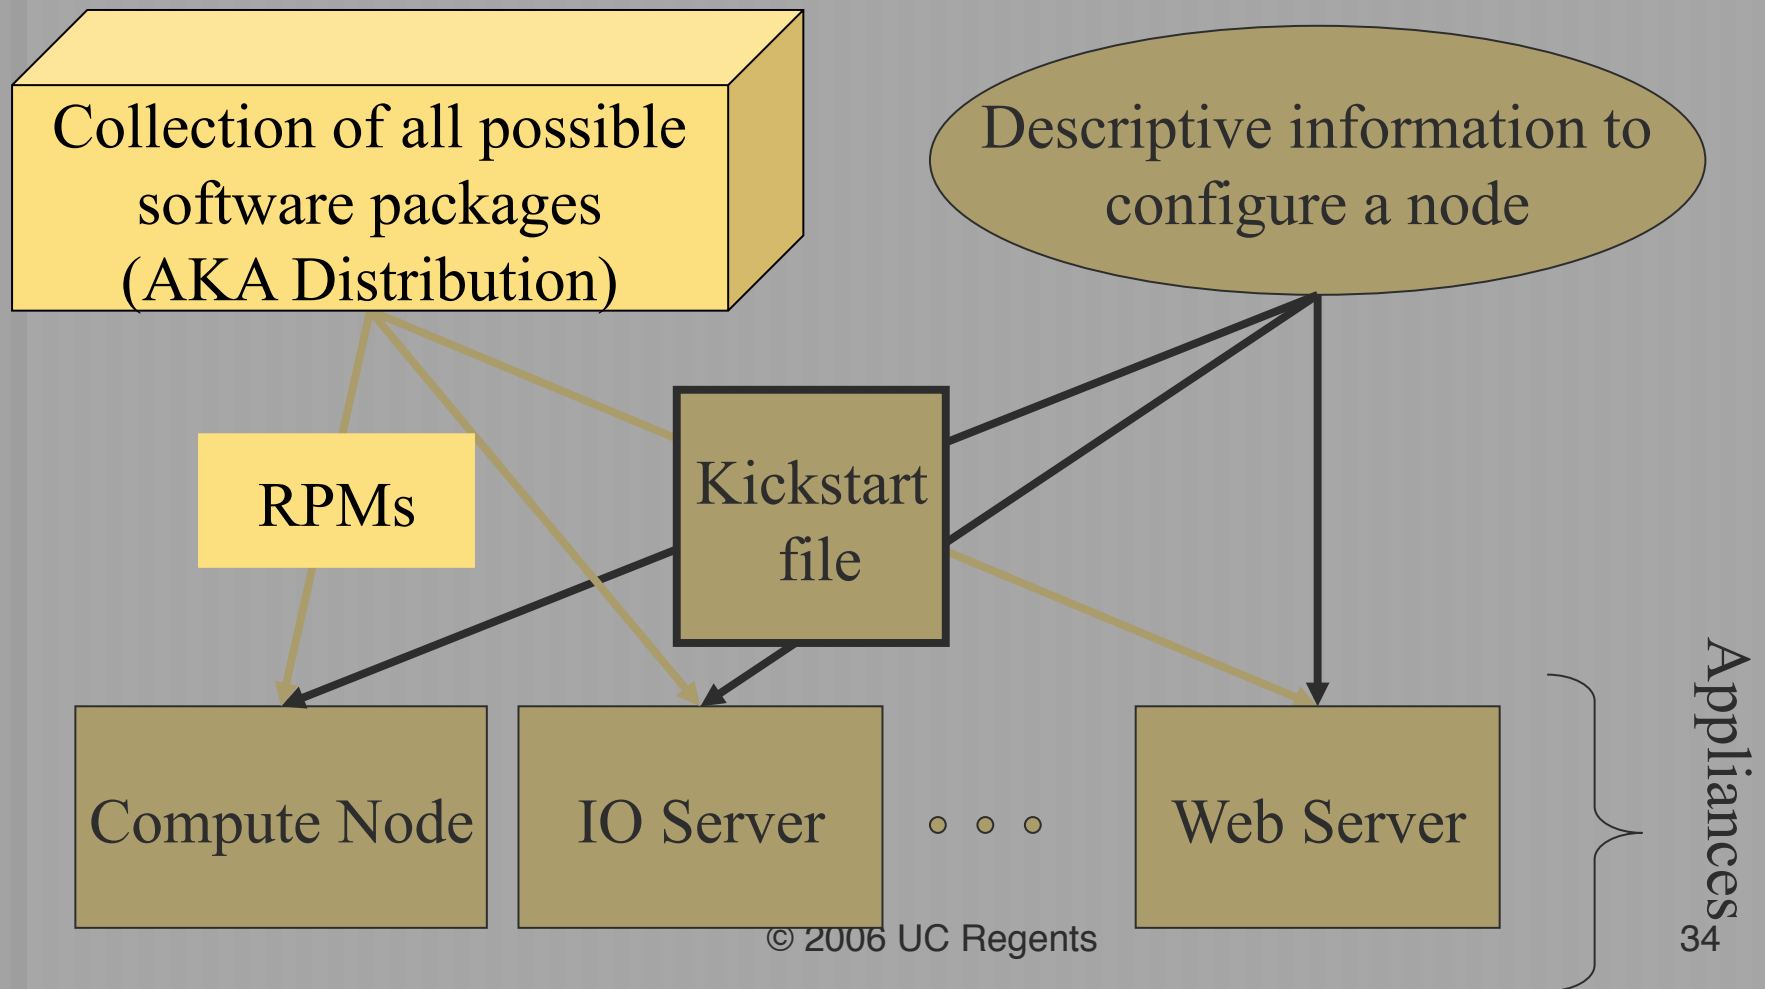 Collection of all possible
software packages
(AKA Distribution)
Descriptive information to
configure a node
Kickstart
file
RPMs
Compute Node
IO Server
Web Server
Appliances
© 2006 UC Regents
34